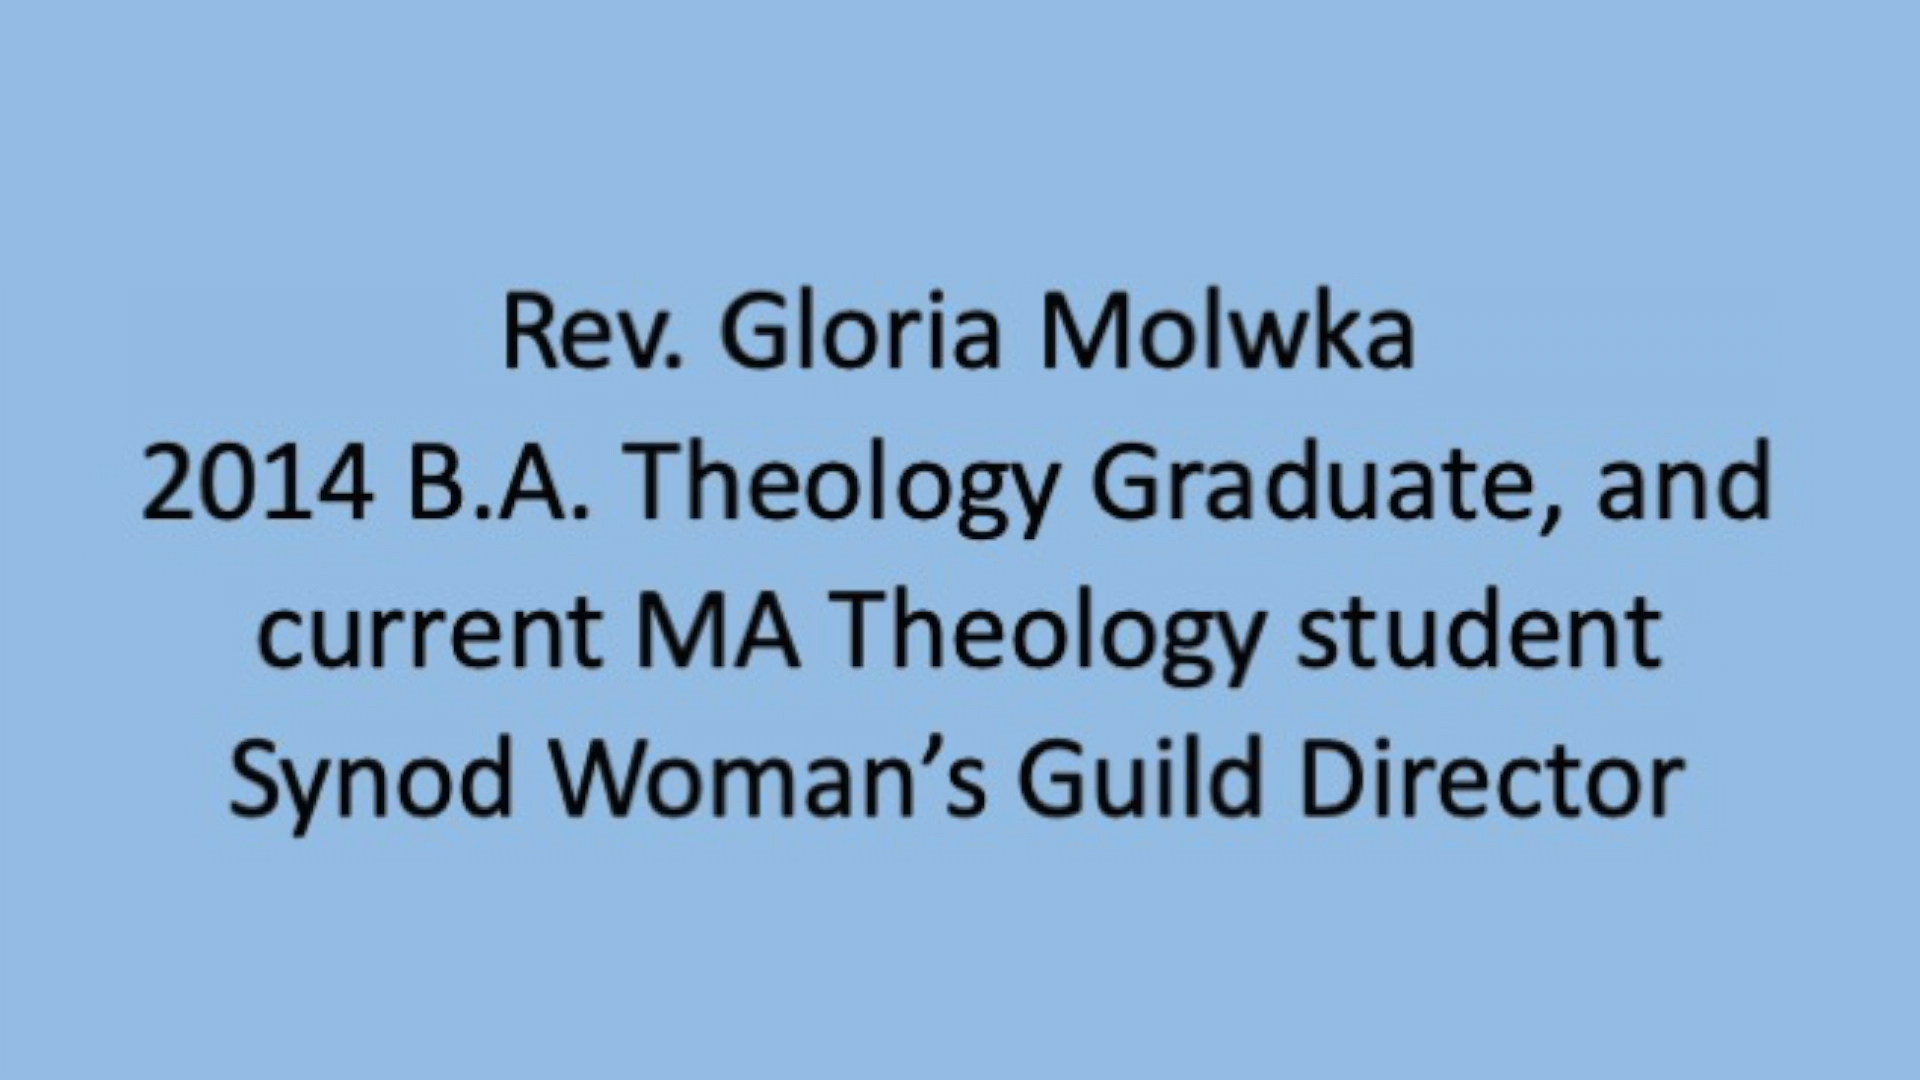 Rev. Gloria Molwka
2014 B.A. Theology Graduate, and
current MA Theology student
Synod Woman’s Guild Director